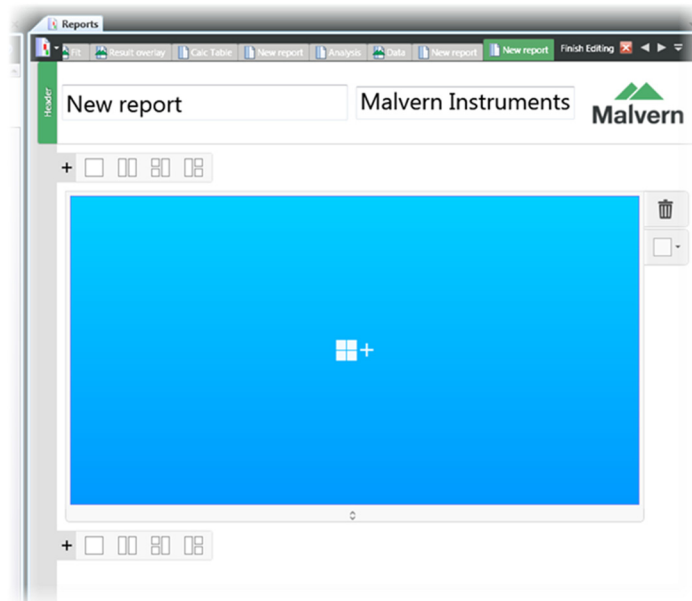 Reports
Fit Result overlay Calc Table New report Analysis Data New report New report Finish Editing
Header
New report Malvern Instruments Malvern